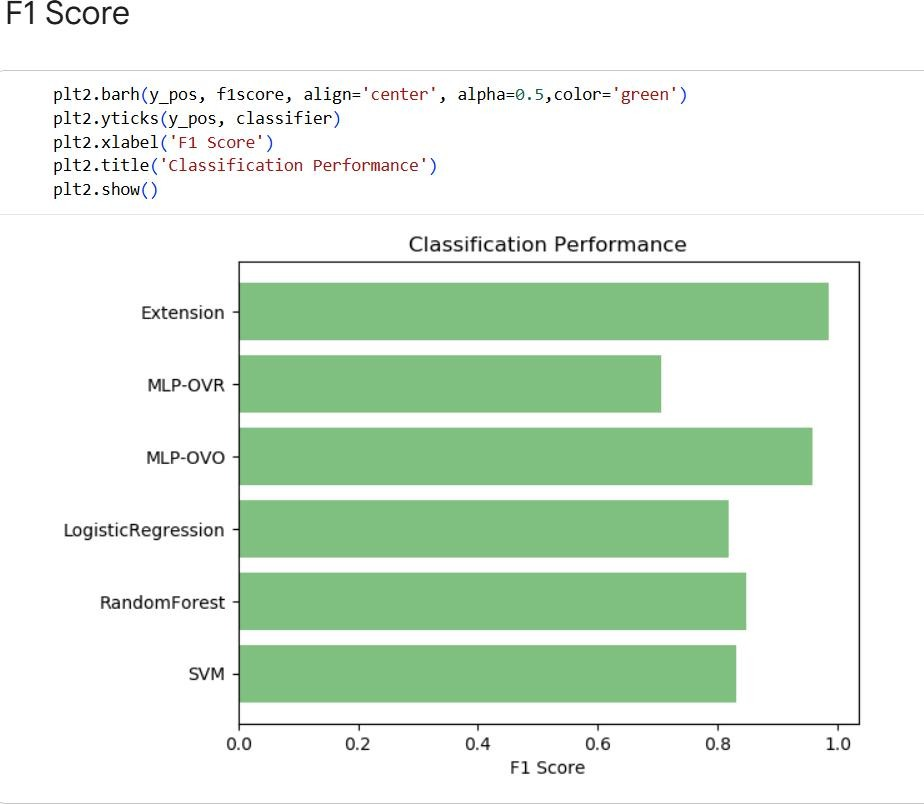 F1 Score
plt2.barh(y_pos, f1score, align='center', alpha=0.5,color='green')
plt2.yticks(y_pos, classifier)
plt2.xlabel('F1 Score')
plt2.title('Classification Performance')
plt2.show()
Classification Performance
Extension
MLP-OVR
MLP-OVO
LogisticRegression
RandomForest
SVM
0.0 0.2 0.4 0.6 0.8 1.0
F1 Score